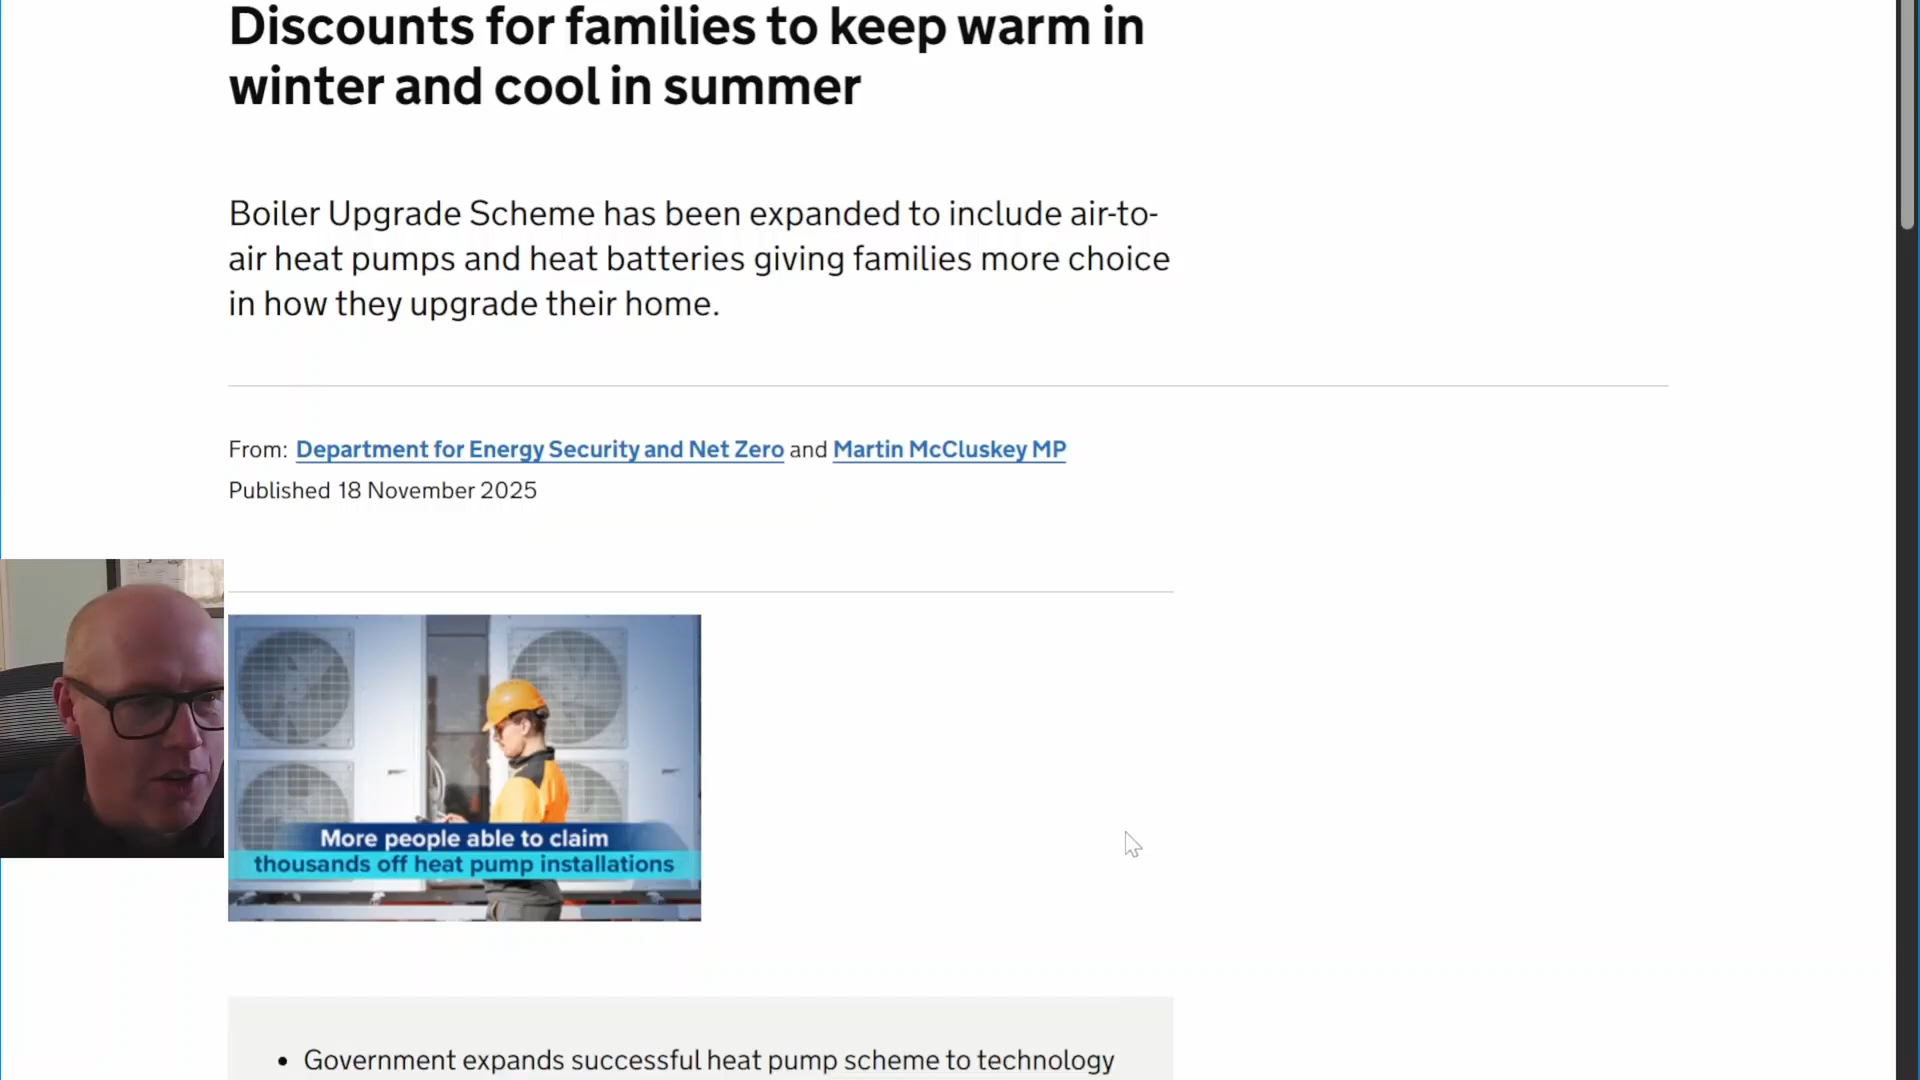 Discounts for families to keep warm in
winter and cool in summer
Boiler Upgrade Scheme has been expanded to include air-to-
air heat pumps and heat batteries giving families more choice
in how they upgrade their home.
From: Department for Energy Security and Net Zero and Martin McCluskey MP
Published 18 November 2025
More people able to claim
thousands off heat pump installations
• Government expands successful heat pump scheme to technology